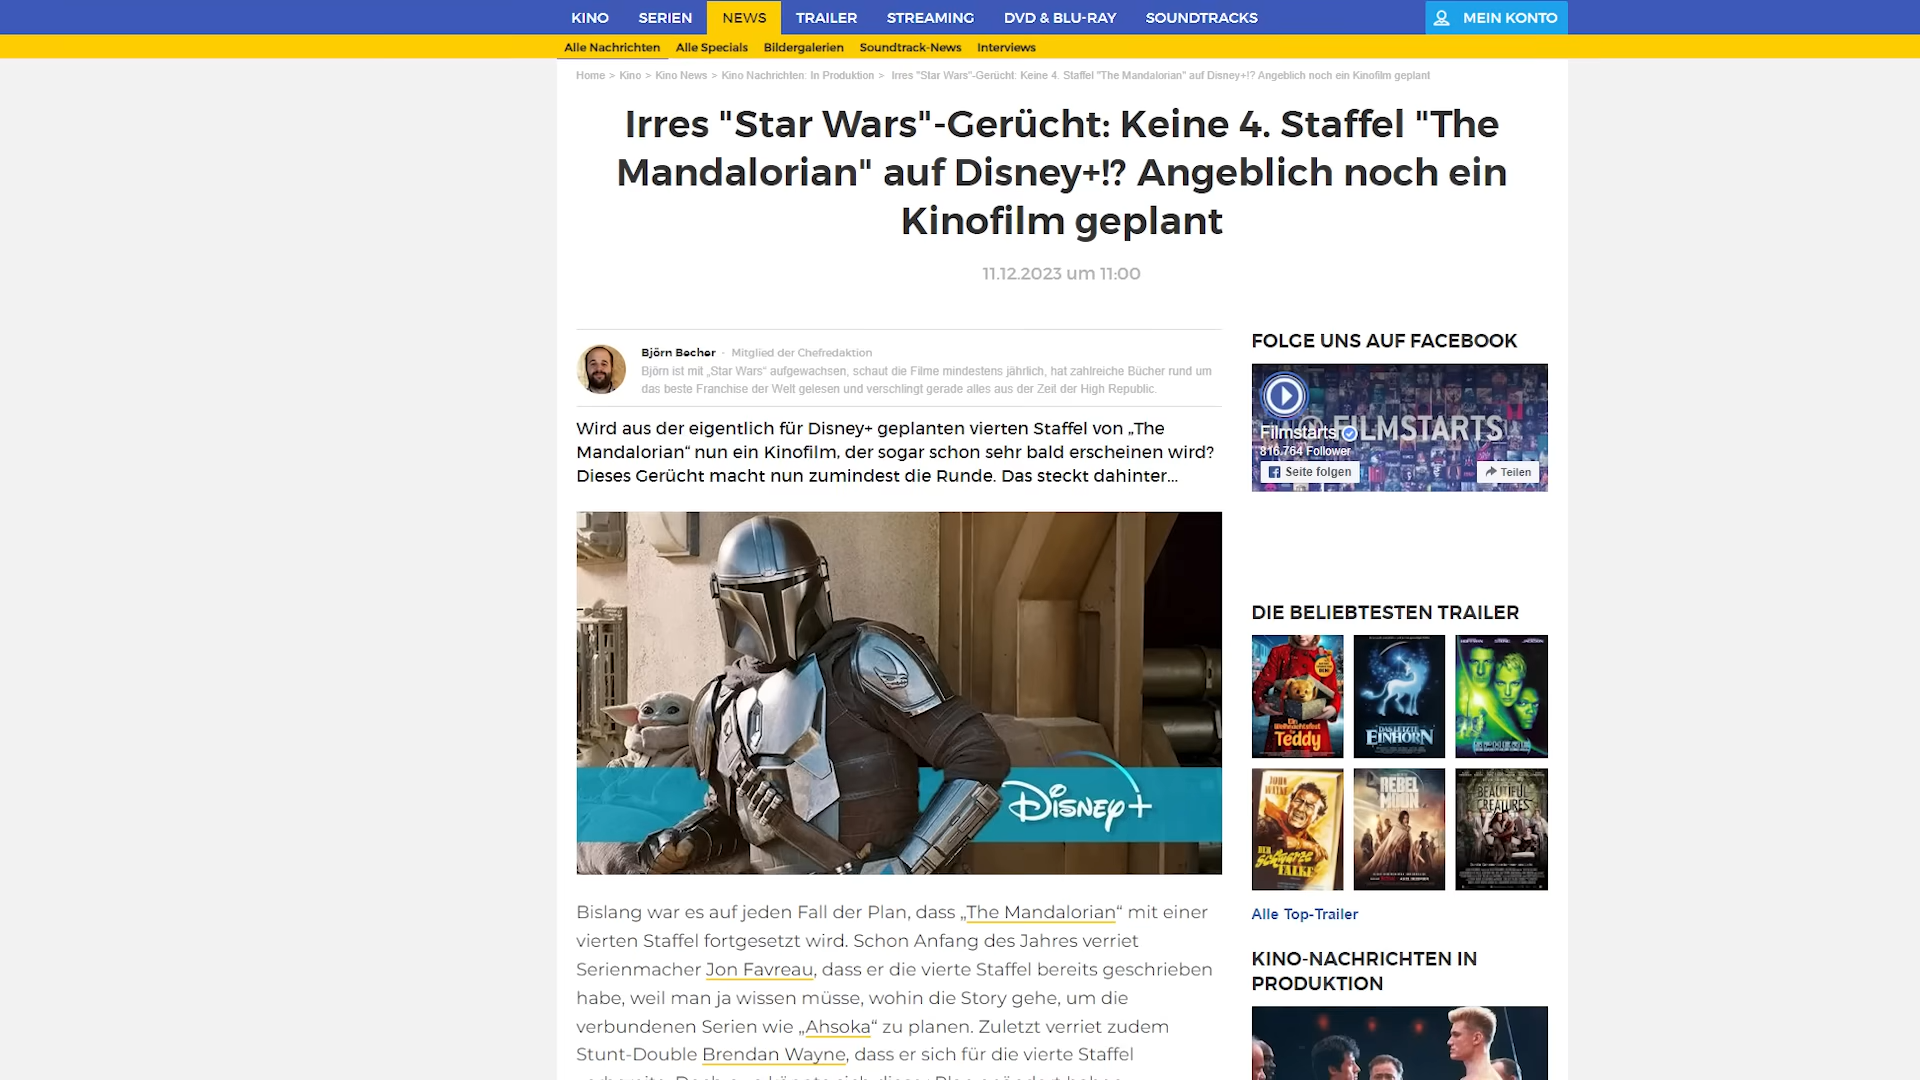 KINO SERIEN NEWS TRAILER STREAMING DVD & BLU-RAY SOUNDTRACKS MEIN KONTO
Alle Nachrichten Alle Specials Bildergalerien Soundtrack-News Interviews
Home > Kino > Kino News > Kino Nachrichten: In Produktion > Irres "Star Wars"-Gerücht: Keine 4. Staffel "The Mandalorian" auf Disney+!? Angeblich noch ein Kinofilm geplant
Irres "Star Wars"-Gerücht: Keine 4. Staffel "The
Mandalorian" auf Disney+!? Angeblich noch ein
Kinofilm geplant
11.12.2023 um 11:00
Björn Becher - Mitglied der Chefredaktion
Björn ist mit „Star Wars“ aufgewachsen, schaut die Filme mindestens jährlich, hat zahlreiche Bücher rund um
das beste Franchise der Welt gelesen und verschlingt gerade alles aus der Zeit der High Republic.
Wird aus der eigentlich für Disney+ geplanten vierten Staffel von „The
Mandalorian“ nun ein Kinofilm, der sogar schon sehr bald erscheinen wird?
Dieses Gerücht macht nun zumindest die Runde. Das steckt dahinter...
Disney+
Bislang war es auf jeden Fall der Plan, dass „The Mandalorian“ mit einer
vierten Staffel fortgesetzt wird. Schon Anfang des Jahres verriet
Serienmacher Jon Favreau, dass er die vierte Staffel bereits geschrieben
habe, weil man ja wissen müsse, wohin die Story gehe, um die
verbundenen Serien wie „Ahsoka“ zu planen. Zuletzt verriet zudem
Stunt-Double Brendan Wayne, dass er sich für die vierte Staffel
FOLGE UNS AUF FACEBOOK
FILMSTARTS
Filmstarts
816.764 Follower
Seite folgen
Teilen
DIE BELIEBTESTEN TRAILER
Teddy
DAS LETZTE
EINHORN
SPHERE
JOHN
WAYNE
DER
SCHWARZE
FALKE
REBEL
MOON
BEAUTIFUL
CREATURES
Alle Top-Trailer
KINO-NACHRICHTEN IN
PRODUKTION